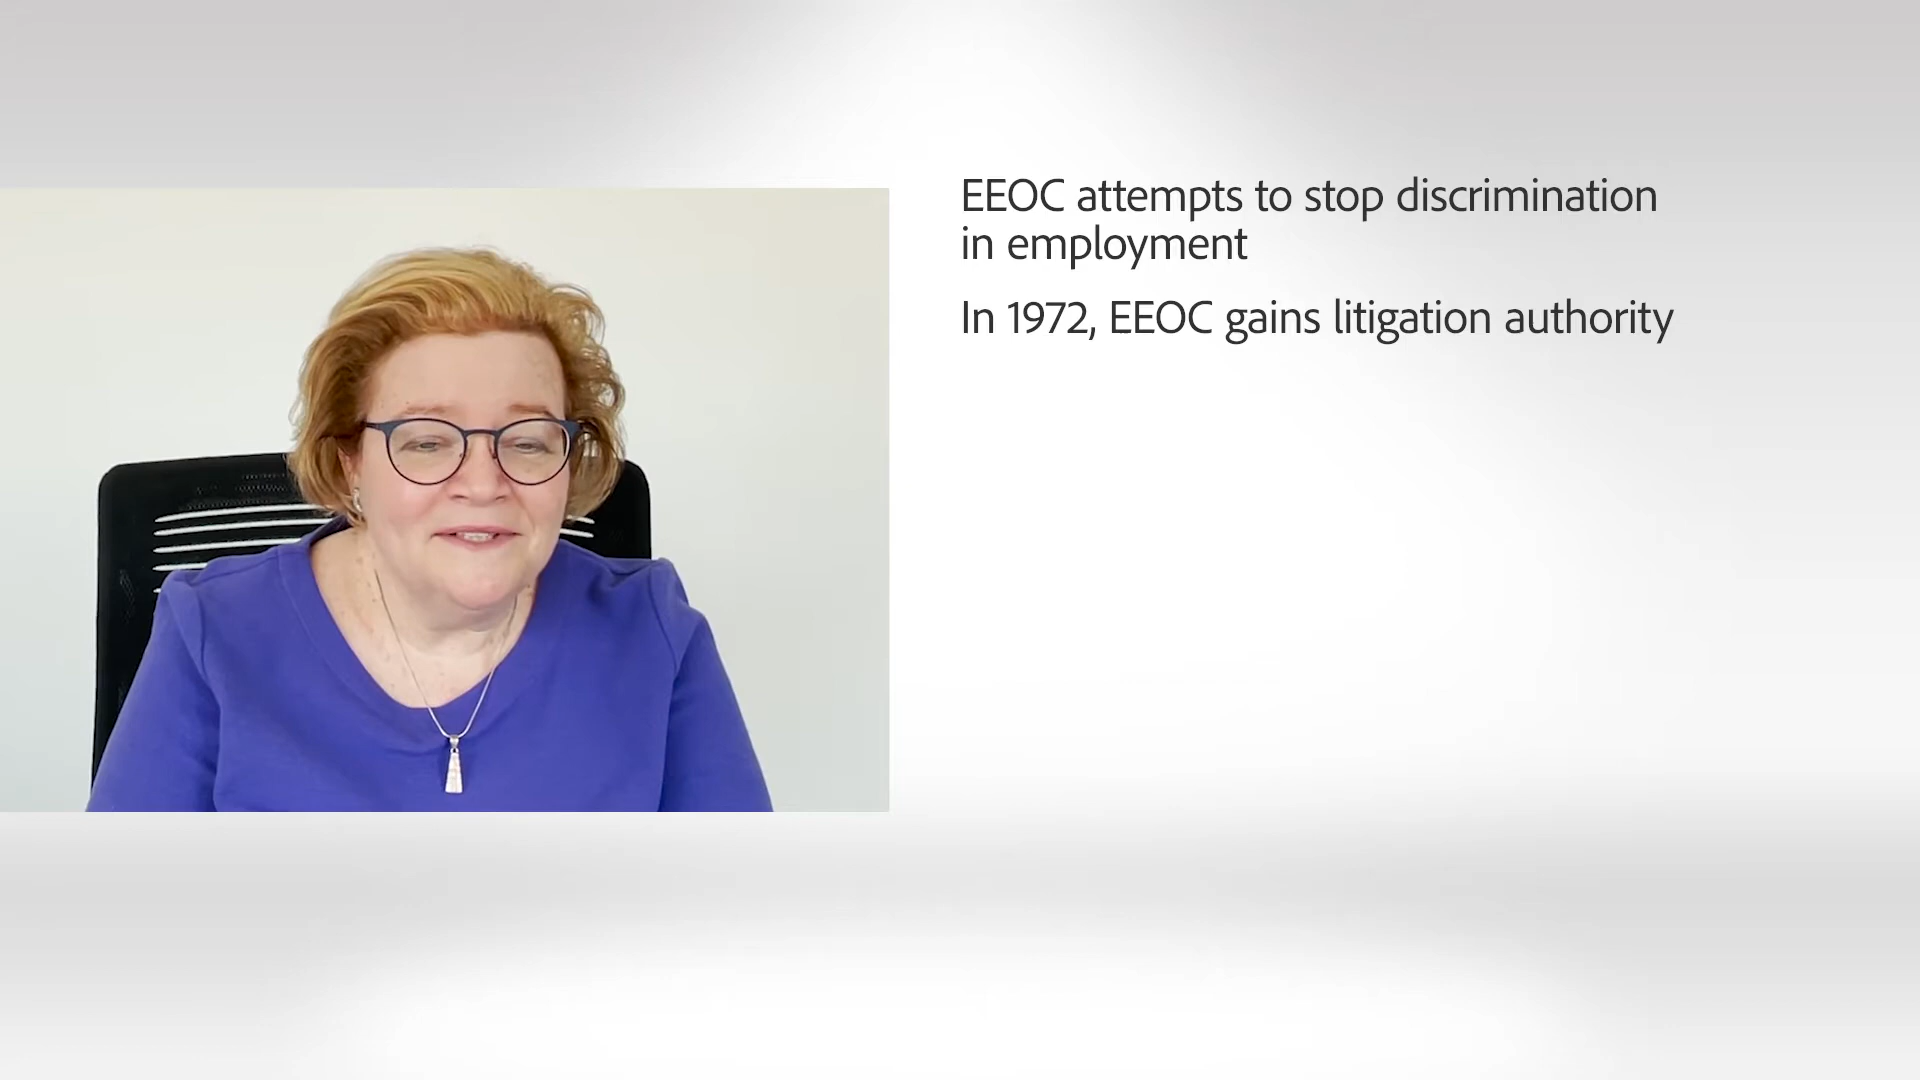 EEOC attempts to stop discrimination
in employment
In 1972, EEOC gains litigation authority